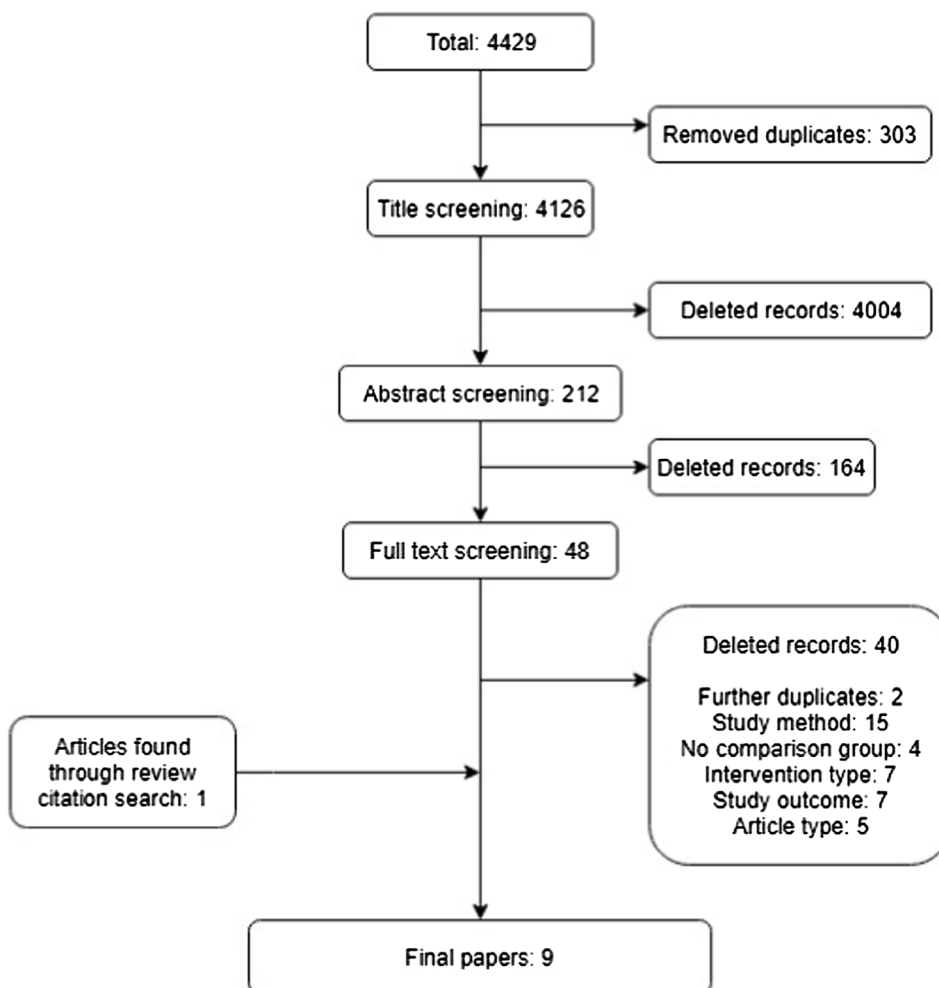 Total: 4429
Removed duplicates: 303
Title screening: 4126
Deleted records: 4004
Abstract screening: 212
Deleted records: 164
Full text screening: 48
Deleted records: 40
Further duplicates: 2
Study method: 15
No comparison group: 4
Intervention type: 7
Study outcome: 7
Article type: 5
Articles found
through review
citation search: 1
Final papers: 9